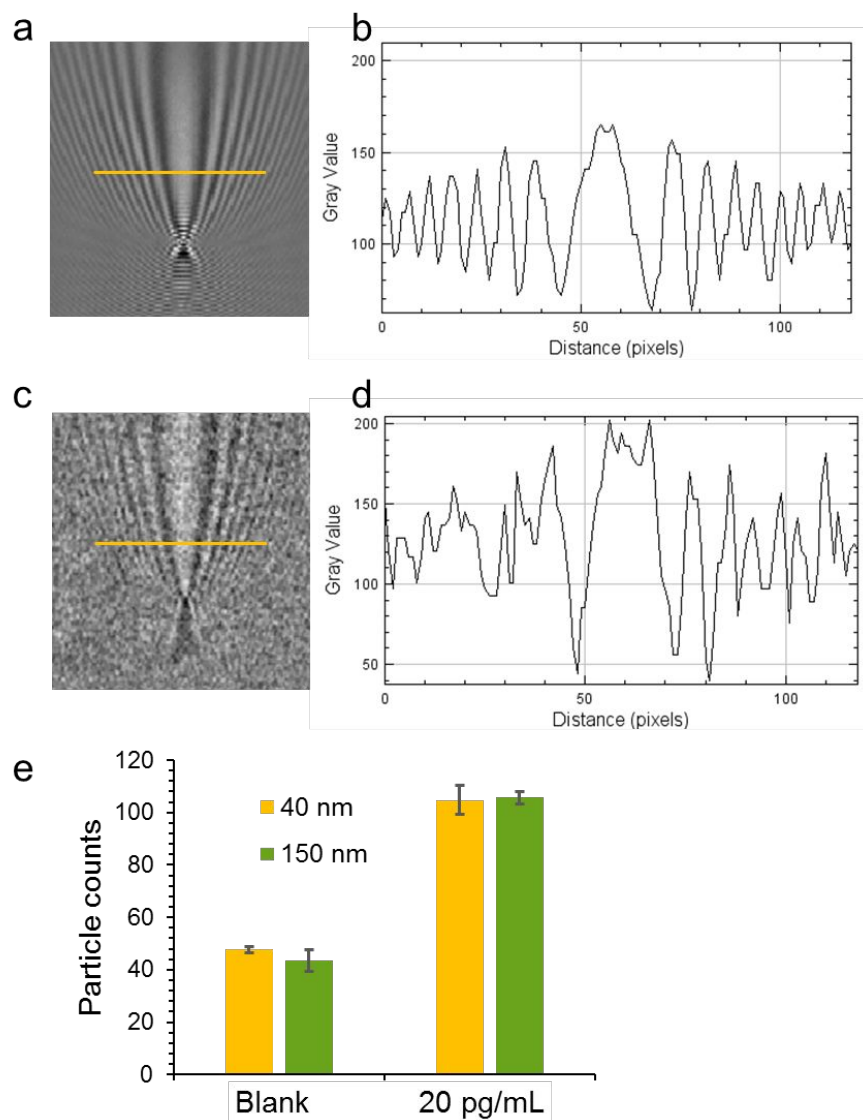 a
b
200
150
100
Gray Value
0
50
100
Distance (pixels)
c
d
200
150
100
50
Gray Value
0
50
100
Distance (pixels)
e
120
100
80
60
40
20
0
Particle counts
40 nm
150 nm
Blank
20 pg/mL